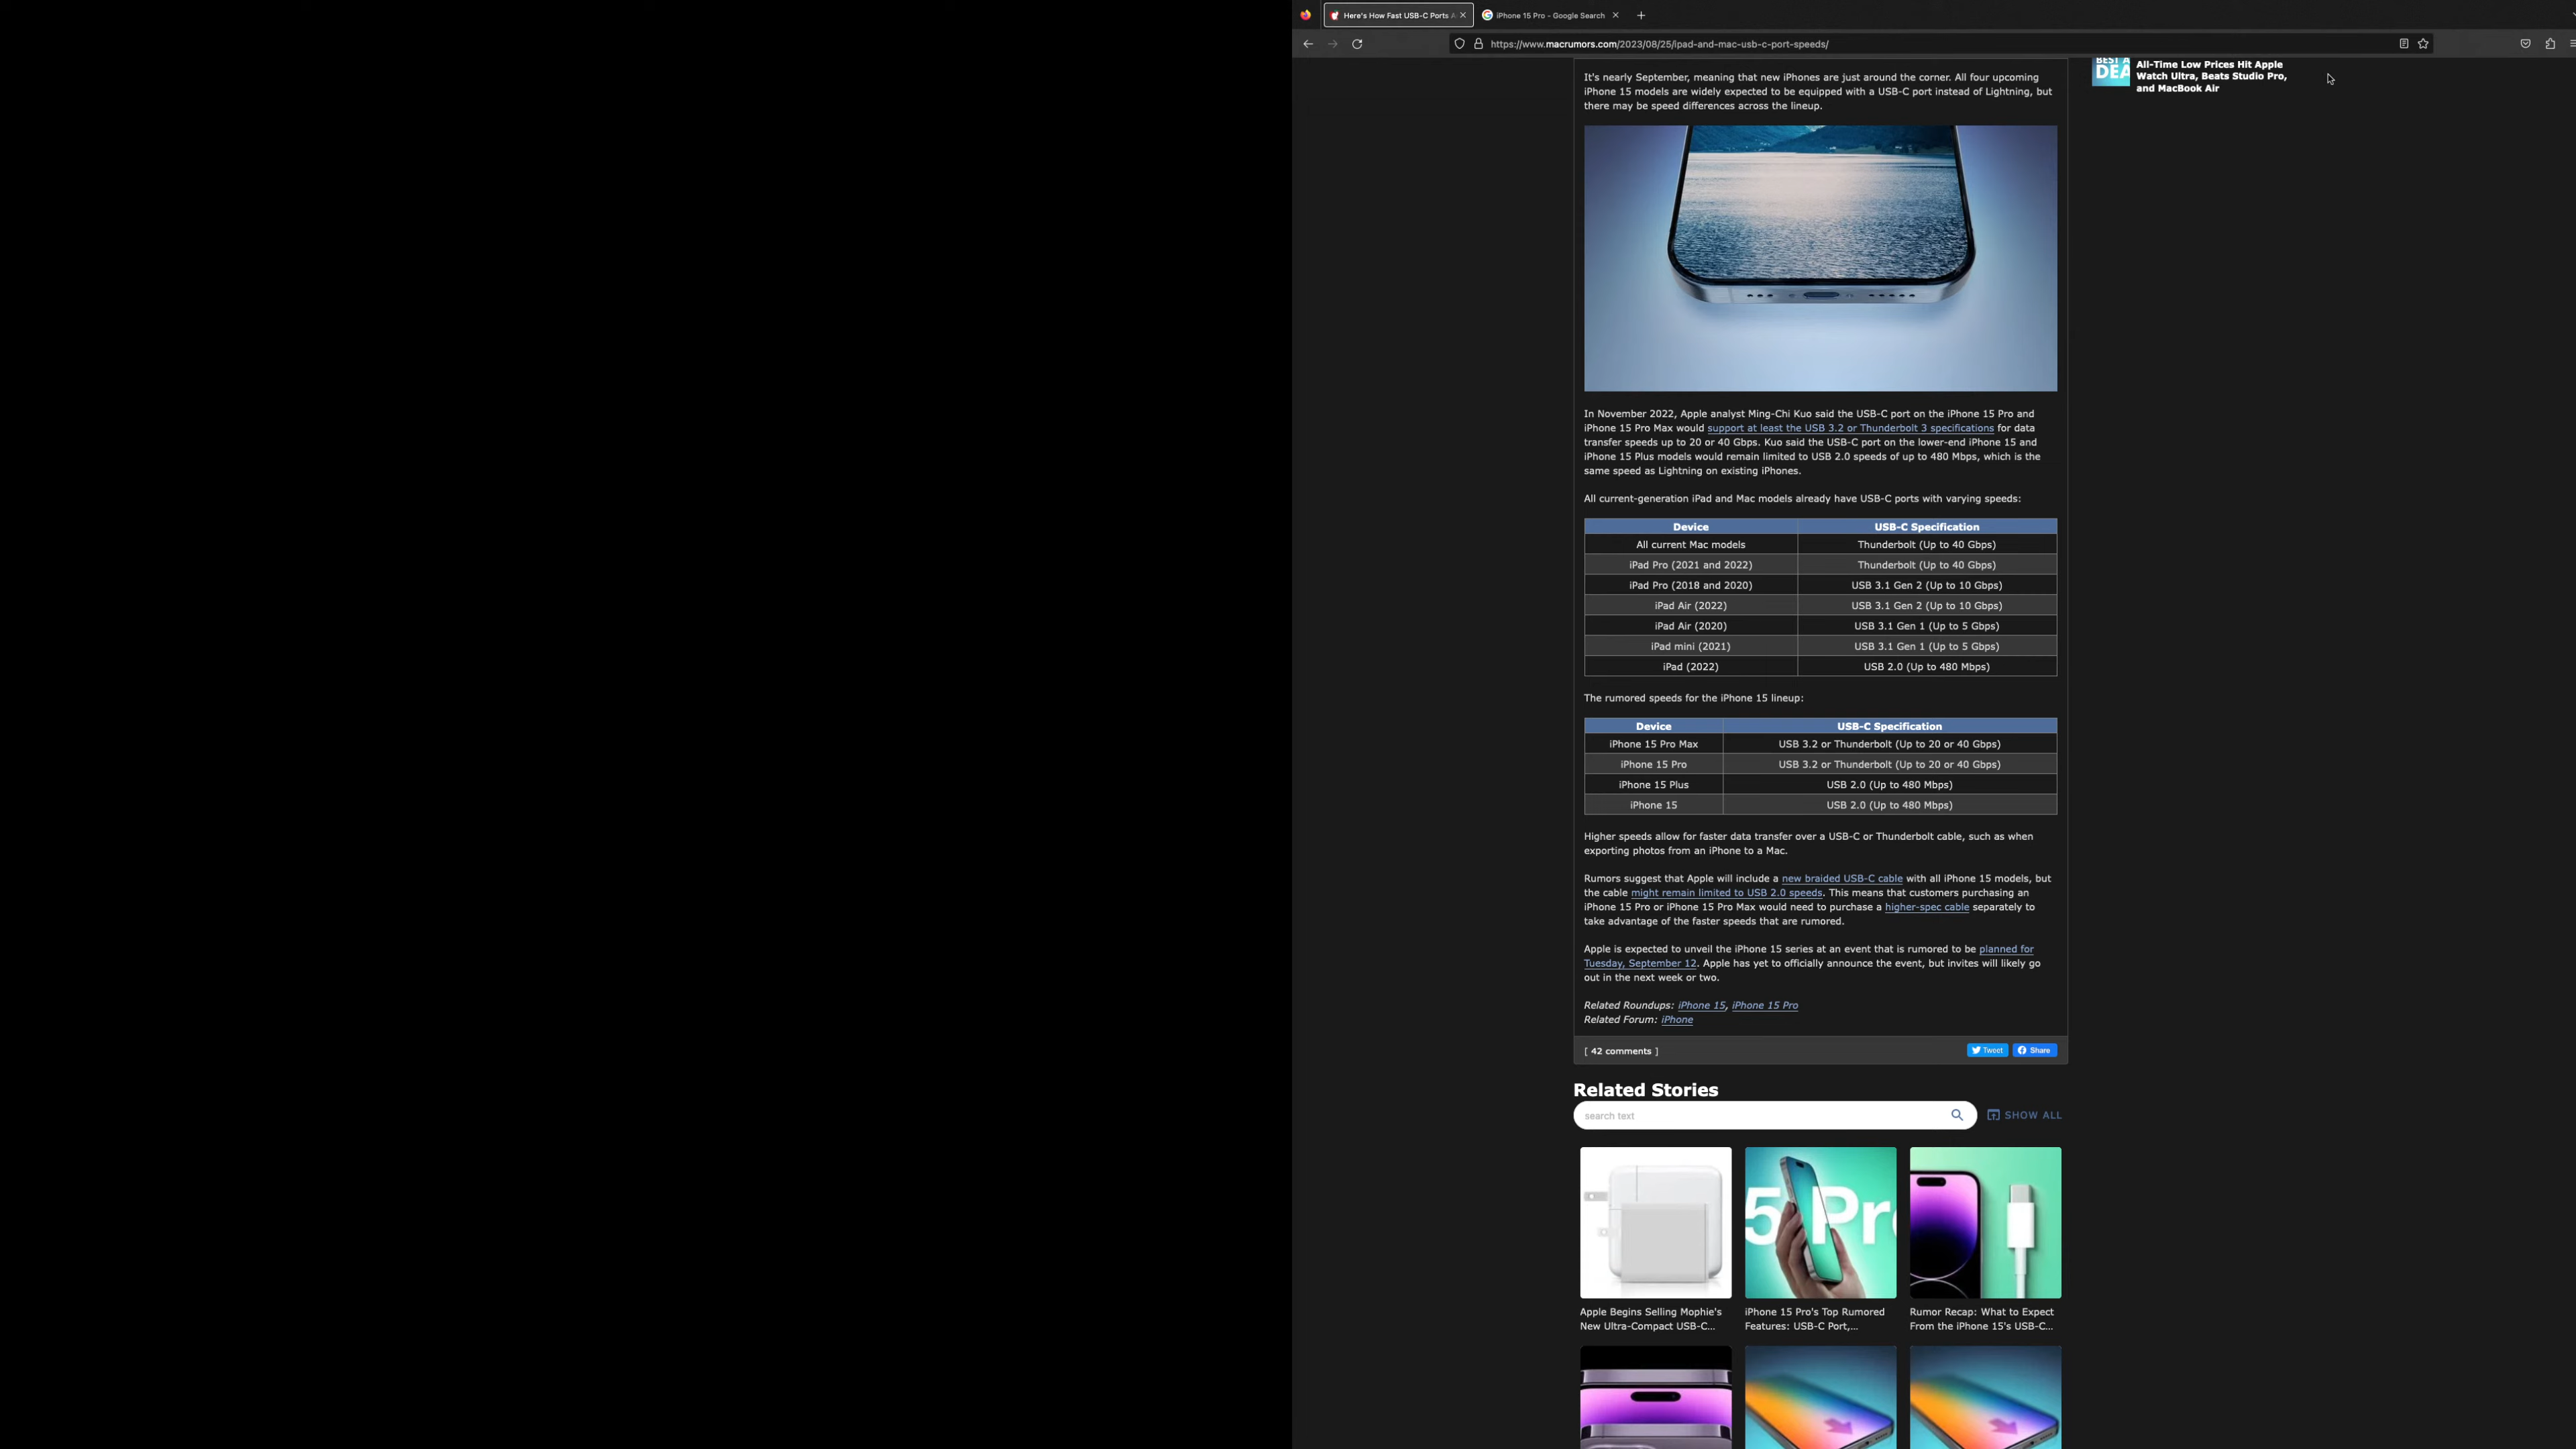 Here's How Fast USB-C Ports A
iPhone 15 Pro - Google Search
https://www.macrumors.com/2023/08/25/ipad-and-mac-usb-c-port-speeds/
It's nearly September, meaning that new iPhones are just around the corner. All four upcoming
iPhone 15 models are widely expected to be equipped with a USB-C port instead of Lightning, but
there may be speed differences across the lineup.
BEST A
DEA
All-Time Low Prices Hit Apple
Watch Ultra, Beats Studio Pro,
and MacBook Air
In November 2022, Apple analyst Ming-Chi Kuo said the USB-C port on the iPhone 15 Pro and
iPhone 15 Pro Max would support at least the USB 3.2 or Thunderbolt 3 specifications for data
transfer speeds up to 20 or 40 Gbps. Kuo said the USB-C port on the lower-end iPhone 15 and
iPhone 15 Plus models would remain limited to USB 2.0 speeds of up to 480 Mbps, which is the
same speed as Lightning on existing iPhones.
All current-generation iPad and Mac models already have USB-C ports with varying speeds:
Device USB-C Specification
All current Mac models Thunderbolt (Up to 40 Gbps)
iPad Pro (2021 and 2022) Thunderbolt (Up to 40 Gbps)
iPad Pro (2018 and 2020) USB 3.1 Gen 2 (Up to 10 Gbps)
iPad Air (2022) USB 3.1 Gen 2 (Up to 10 Gbps)
iPad Air (2020) USB 3.1 Gen 1 (Up to 5 Gbps)
iPad mini (2021) USB 3.1 Gen 1 (Up to 5 Gbps)
iPad (2022) USB 2.0 (Up to 480 Mbps)
The rumored speeds for the iPhone 15 lineup:
Device USB-C Specification
iPhone 15 Pro Max USB 3.2 or Thunderbolt (Up to 20 or 40 Gbps)
iPhone 15 Pro USB 3.2 or Thunderbolt (Up to 20 or 40 Gbps)
iPhone 15 Plus USB 2.0 (Up to 480 Mbps)
iPhone 15 USB 2.0 (Up to 480 Mbps)
Higher speeds allow for faster data transfer over a USB-C or Thunderbolt cable, such as when
exporting photos from an iPhone to a Mac.
Rumors suggest that Apple will include a new braided USB-C cable with all iPhone 15 models, but
the cable might remain limited to USB 2.0 speeds. This means that customers purchasing an
iPhone 15 Pro or iPhone 15 Pro Max would need to purchase a higher-spec cable separately to
take advantage of the faster speeds that are rumored.
Apple is expected to unveil the iPhone 15 series at an event that is rumored to be planned for
Tuesday, September 12. Apple has yet to officially announce the event, but invites will likely go
out in the next week or two.
Related Roundups: iPhone 15, iPhone 15 Pro
Related Forum: iPhone
[ 42 comments ]
Tweet
Share
Related Stories
search text
SHOW ALL
5 Pro
Apple Begins Selling Mophie's
New Ultra-Compact USB-C...
iPhone 15 Pro's Top Rumored
Features: USB-C Port,...
Rumor Recap: What to Expect
From the iPhone 15's USB-C...